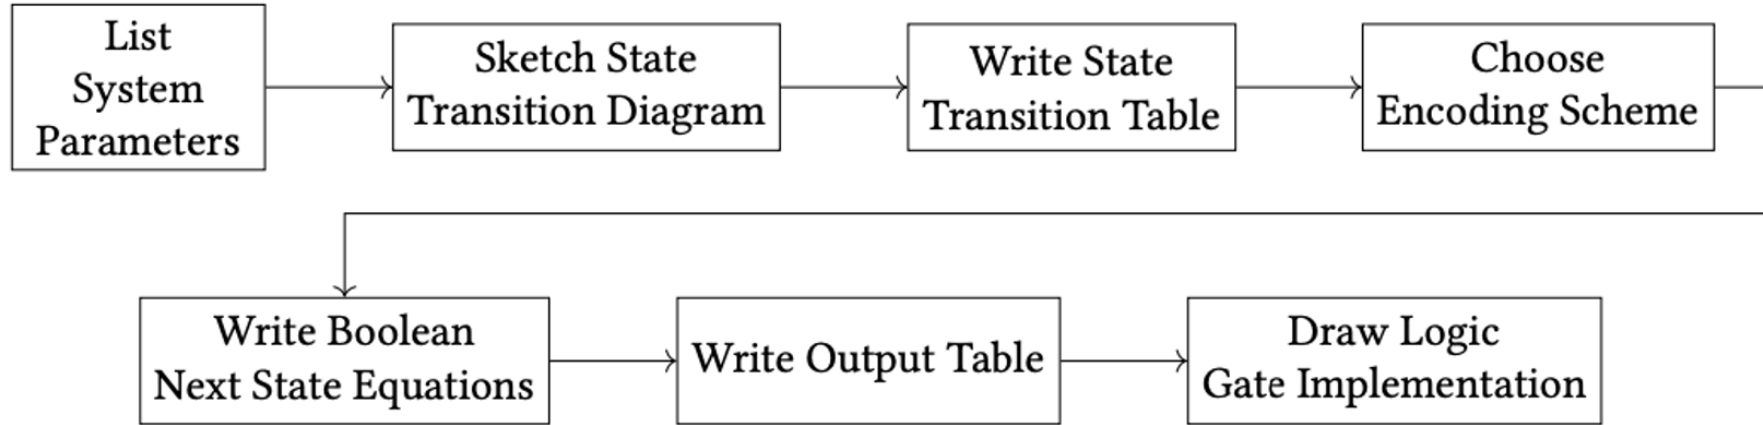 List
System
Parameters
Sketch State
Transition Diagram
Write State
Transition Table
Choose
Encoding Scheme
Write Boolean
Next State Equations
Write Output Table
Draw Logic
Gate Implementation